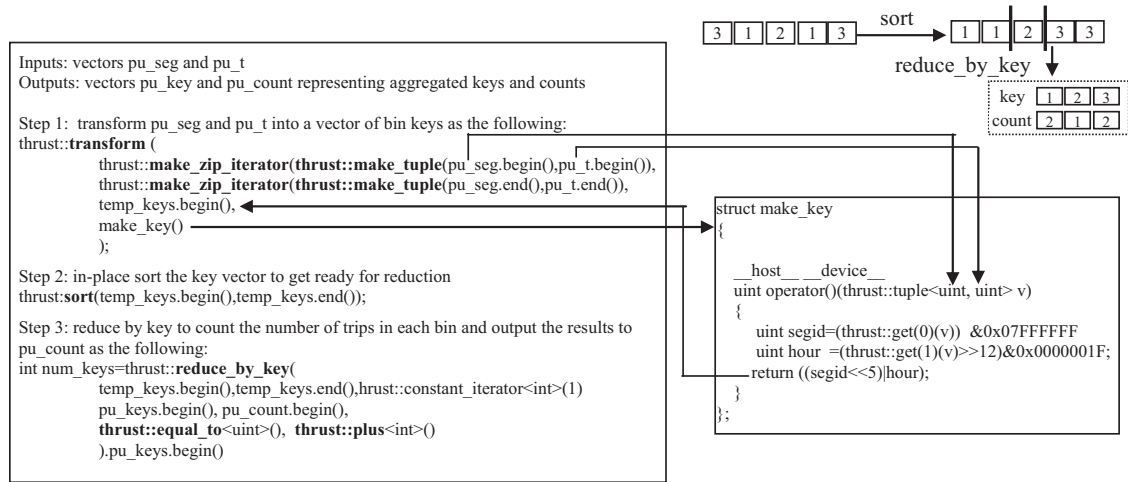 Inputs: vectors pu_seg and pu_t
Outputs: vectors pu_key and pu_count representing aggregated keys and counts
Step 1:  transform pu_seg and pu_t into a vector of bin keys as the following:
thrust::transform (
thrust::make_zip_iterator(thrust::make_tuple(pu_seg.begin(),pu_t.begin()),
thrust::make_zip_iterator(thrust::make_tuple(pu_seg.end(),pu_t.end()),
temp_keys.begin(),
make_key()
);
Step 2: in-place sort the key vector to get ready for reduction
thrust:sort(temp_keys.begin(),temp_keys.end());
Step 3: reduce by key to count the number of trips in each bin and output the results to
pu_count as the following:
int num_keys=thrust::reduce_by_key(
temp_keys.begin(),temp_keys.end(),hrust::constant_iterator<int>(1)
pu_keys.begin(), pu_count.begin(),
thrust::equal_to<uint>(),  thrust::plus<int>()
).pu_keys.begin()
3 1 2 1 3
sort
1 1 2 3 3
reduce_by_key
key 1 2 3
count 2 1 2
struct make_key
{
__host__ __device__
uint operator()(thrust::tuple<uint, uint> v)
{
uint segid=(thrust::get(0)(v))  &0x07FFFFFF
uint hour  =(thrust::get(1)(v)>>12)&0x0000001F;
return ((segid<<5)|hour);
}
};